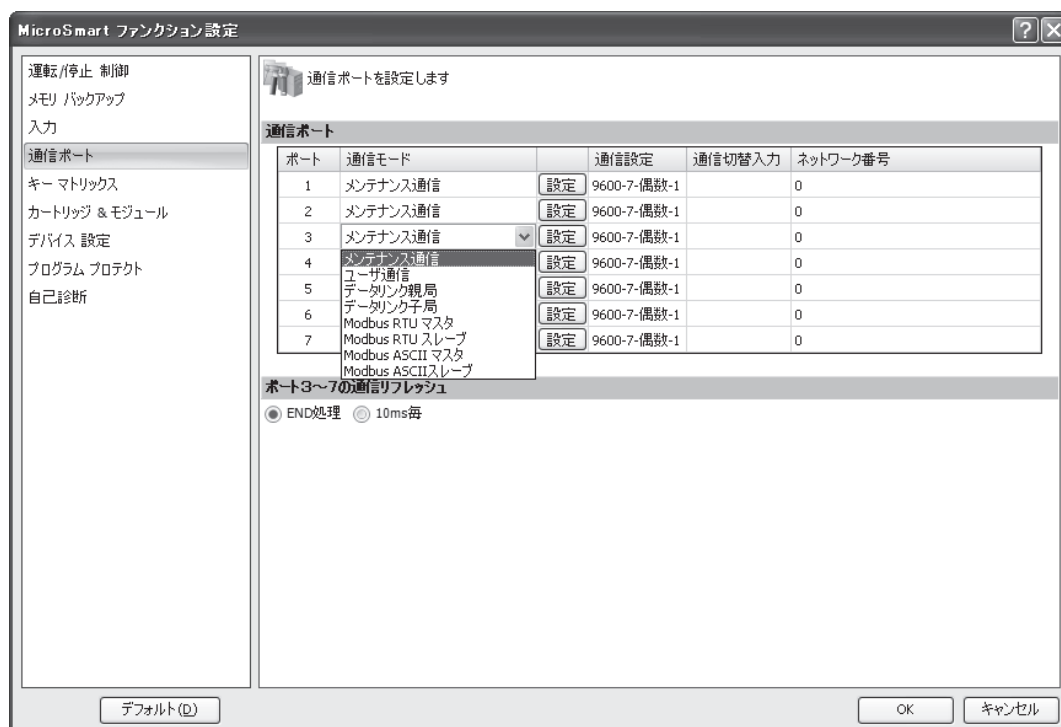 MicroSmart ファンクション設定
運転/停止 制御
メモリ バックアップ
入力
通信ポート
キー マトリックス
カートリッジ & モジュール
デバイス 設定
プログラム プロテクト
自己診断
通信ポートを設定します
通信ポート
ポート 通信モード 通信設定 通信切替入力 ネットワーク番号
1 メンテナンス通信 設定 9600-7-偶数-1 0
2 メンテナンス通信 設定 9600-7-偶数-1 0
3 メンテナンス通信 設定 9600-7-偶数-1 0
4 設定 9600-7-偶数-1 0
5 設定 9600-7-偶数-1 0
6 設定 9600-7-偶数-1 0
7 設定 9600-7-偶数-1 0
メンテナンス通信
ユーザ通信
データリンク親局
データリンク子局
Modbus RTU マスタ
Modbus RTU スレーブ
Modbus ASCII マスタ
Modbus ASCIIスレーブ
ポート3～7の通信リフレッシュ
END処理 10ms毎
デフォルト(D) OK キャンセル